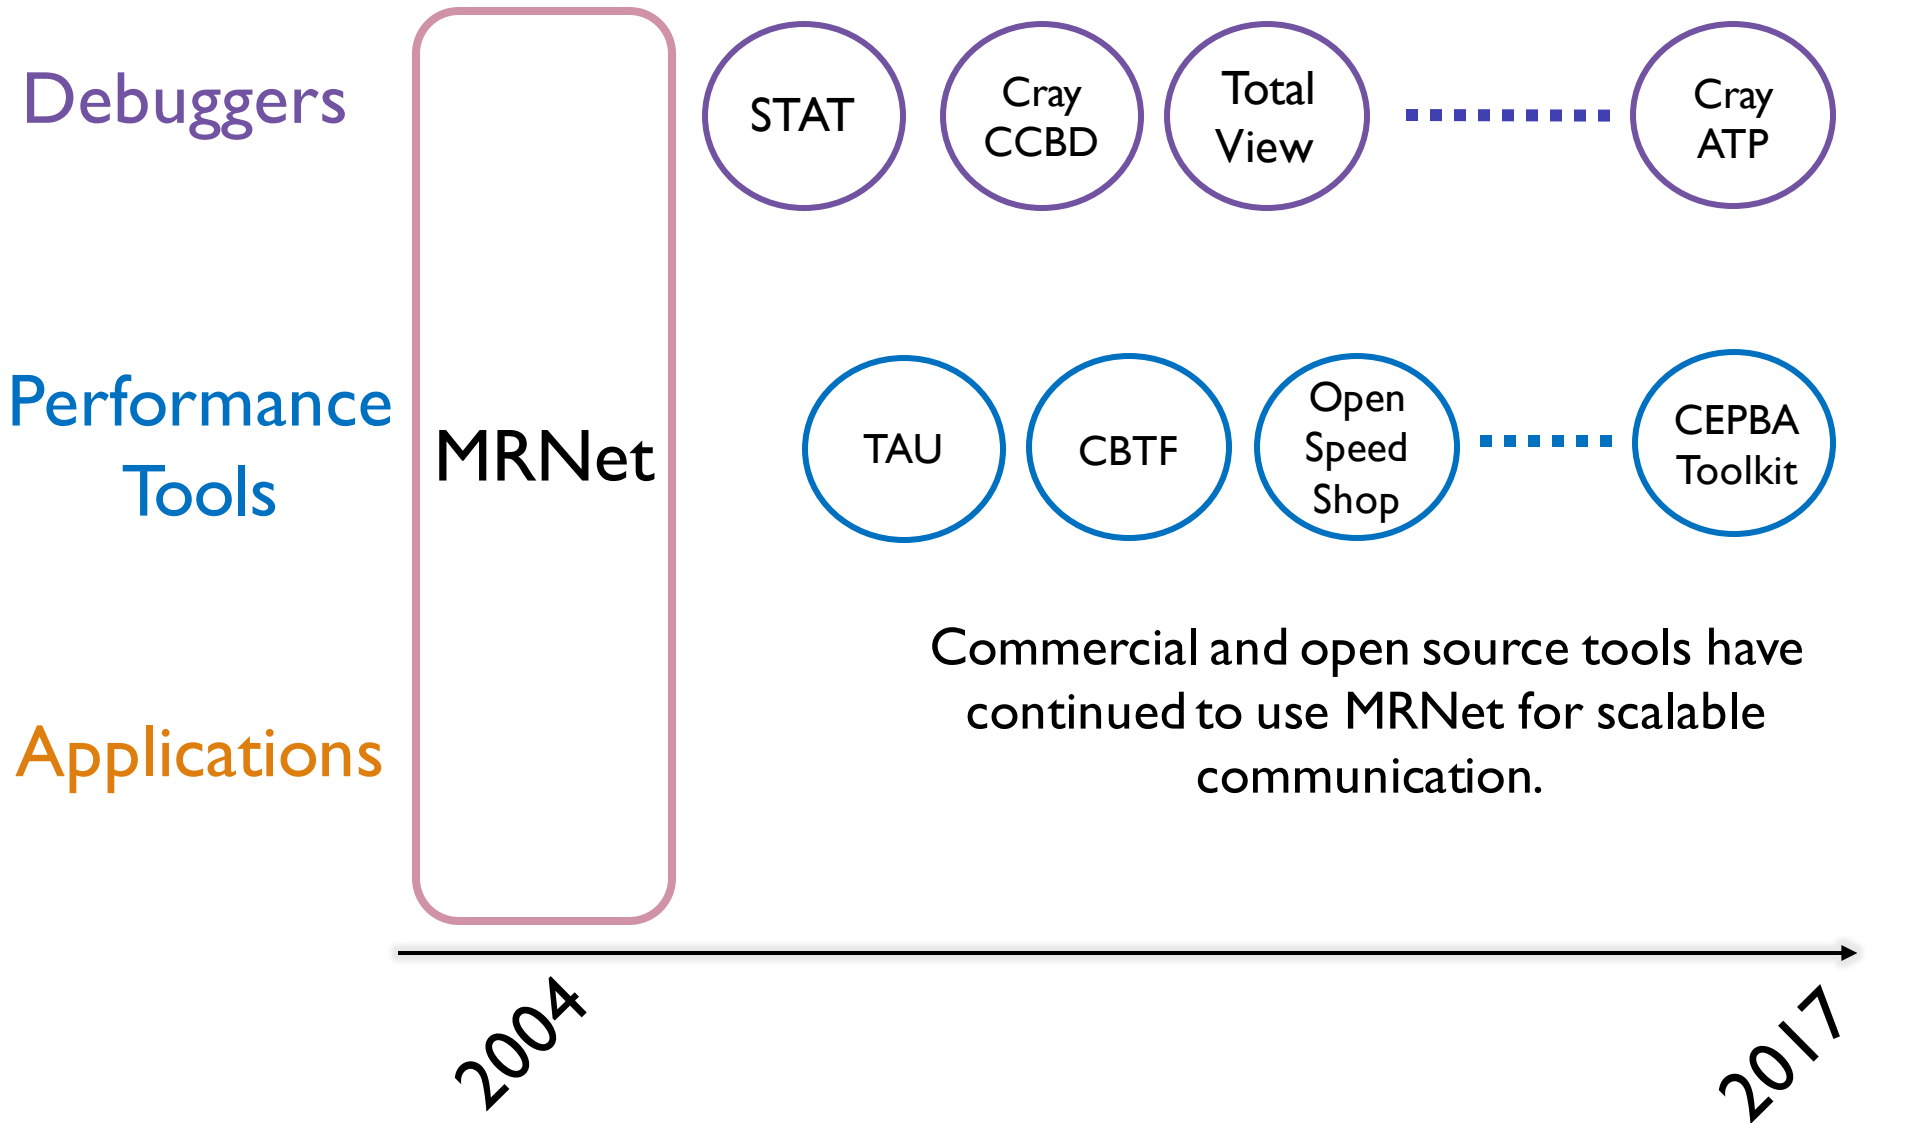 Debuggers
STAT
Cray
CCBD
Total
View
Cray
ATP
Performance
Tools
MRNet
TAU
CBTF
Open
Speed
Shop
CEPBA
Toolkit
Applications
Commercial and open source tools have
continued to use MRNet for scalable
communication.
2004
2017